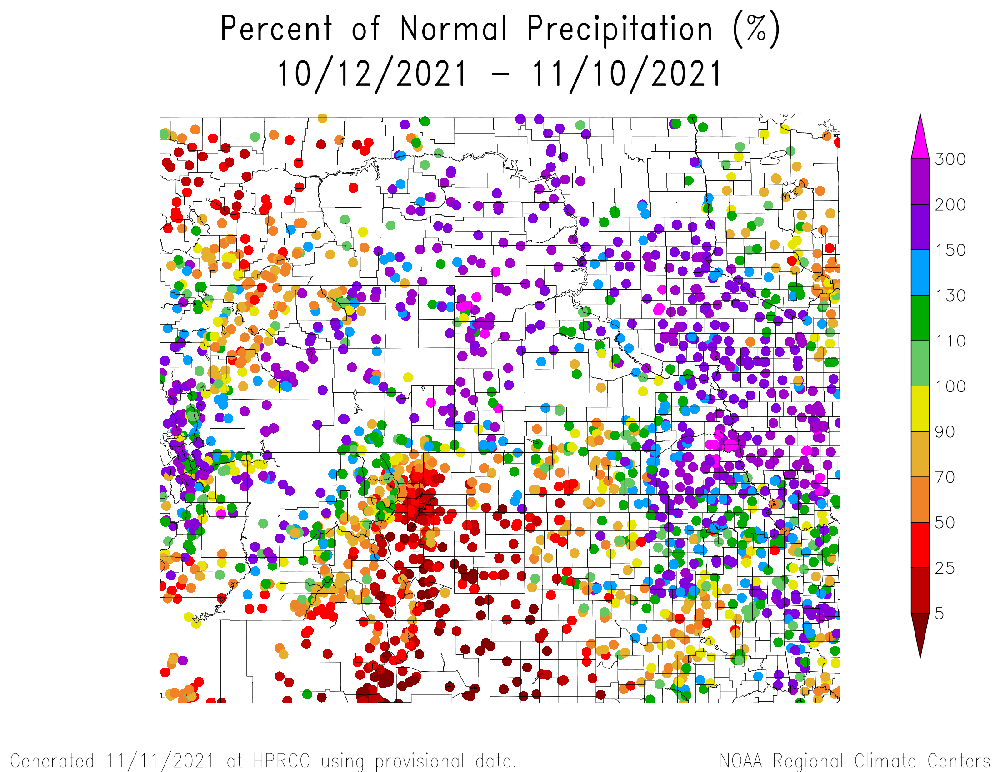 Percent of Normal Precipitation (%)
10/12/2021 – 11/10/2021
300
200
150
130
110
100
90
70
50
25
5
Generated 11/11/2021 at HPRCC using provisional data.
NOAA Regional Climate Centers